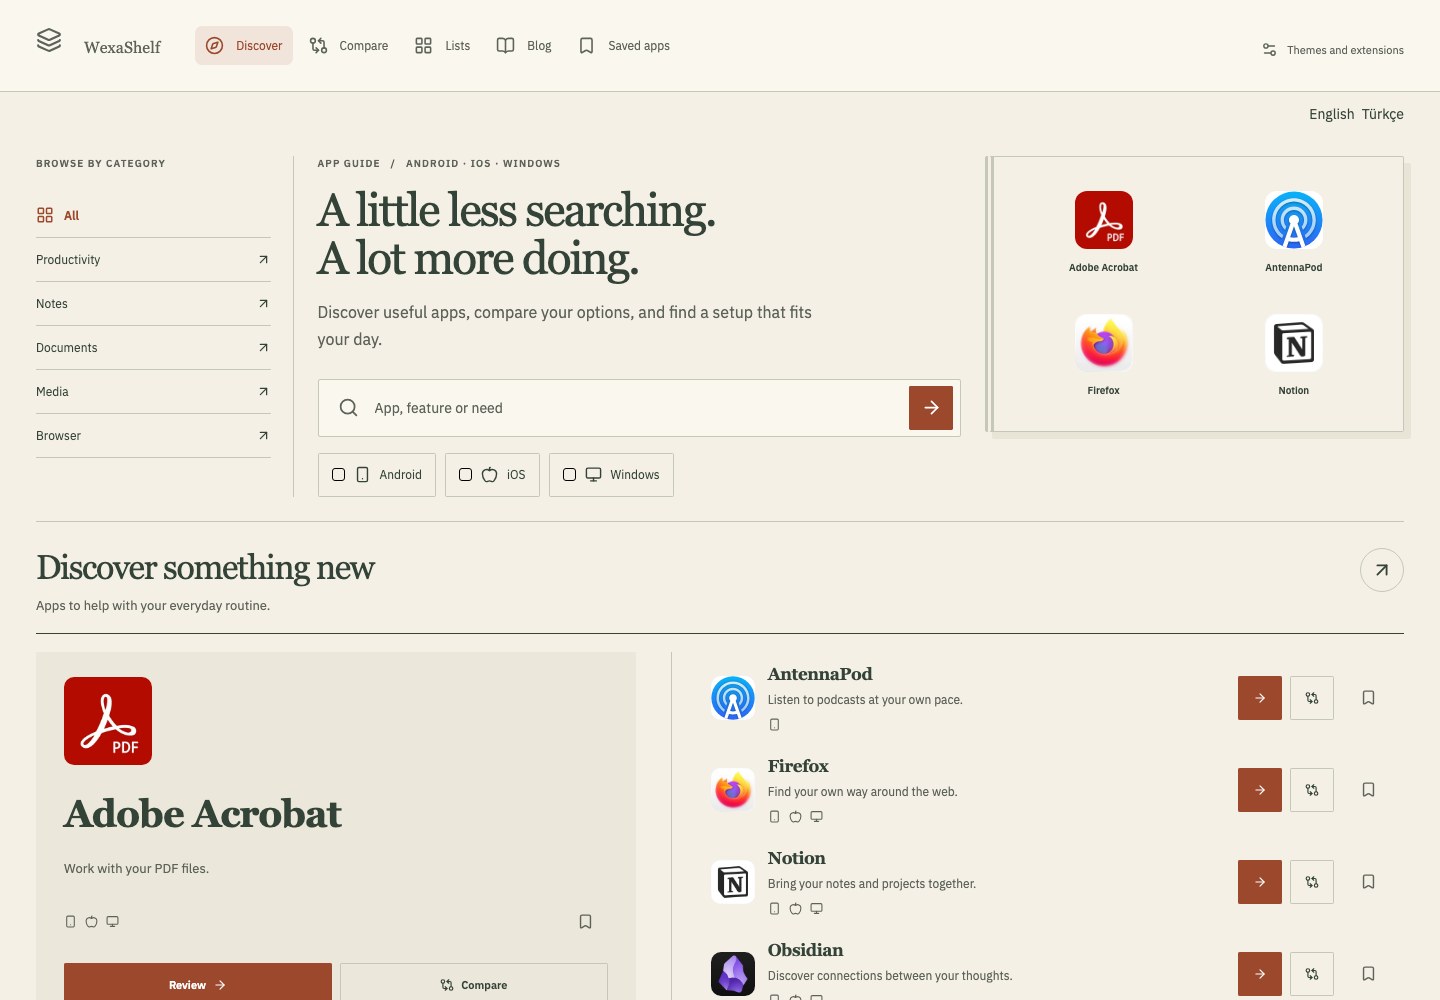 WexaShelf
Discover
Compare
Lists
Blog
Saved apps
Themes and extensions
English Türkçe
BROWSE BY CATEGORY
All
Productivity
Notes
Documents
Media
Browser
APP GUIDE / ANDROID · IOS · WINDOWS
A little less searching.
A lot more doing.
Discover useful apps, compare your options, and find a setup that fits
your day.
App, feature or need
Android
iOS
Windows
PDF
Adobe Acrobat
AntennaPod
Firefox
N
Notion
Discover something new
Apps to help with your everyday routine.
PDF
Adobe Acrobat
Work with your PDF files.
Review
Compare
AntennaPod
Listen to podcasts at your own pace.
Firefox
Find your own way around the web.
N
Notion
Bring your notes and projects together.
Obsidian
Discover connections between your thoughts.